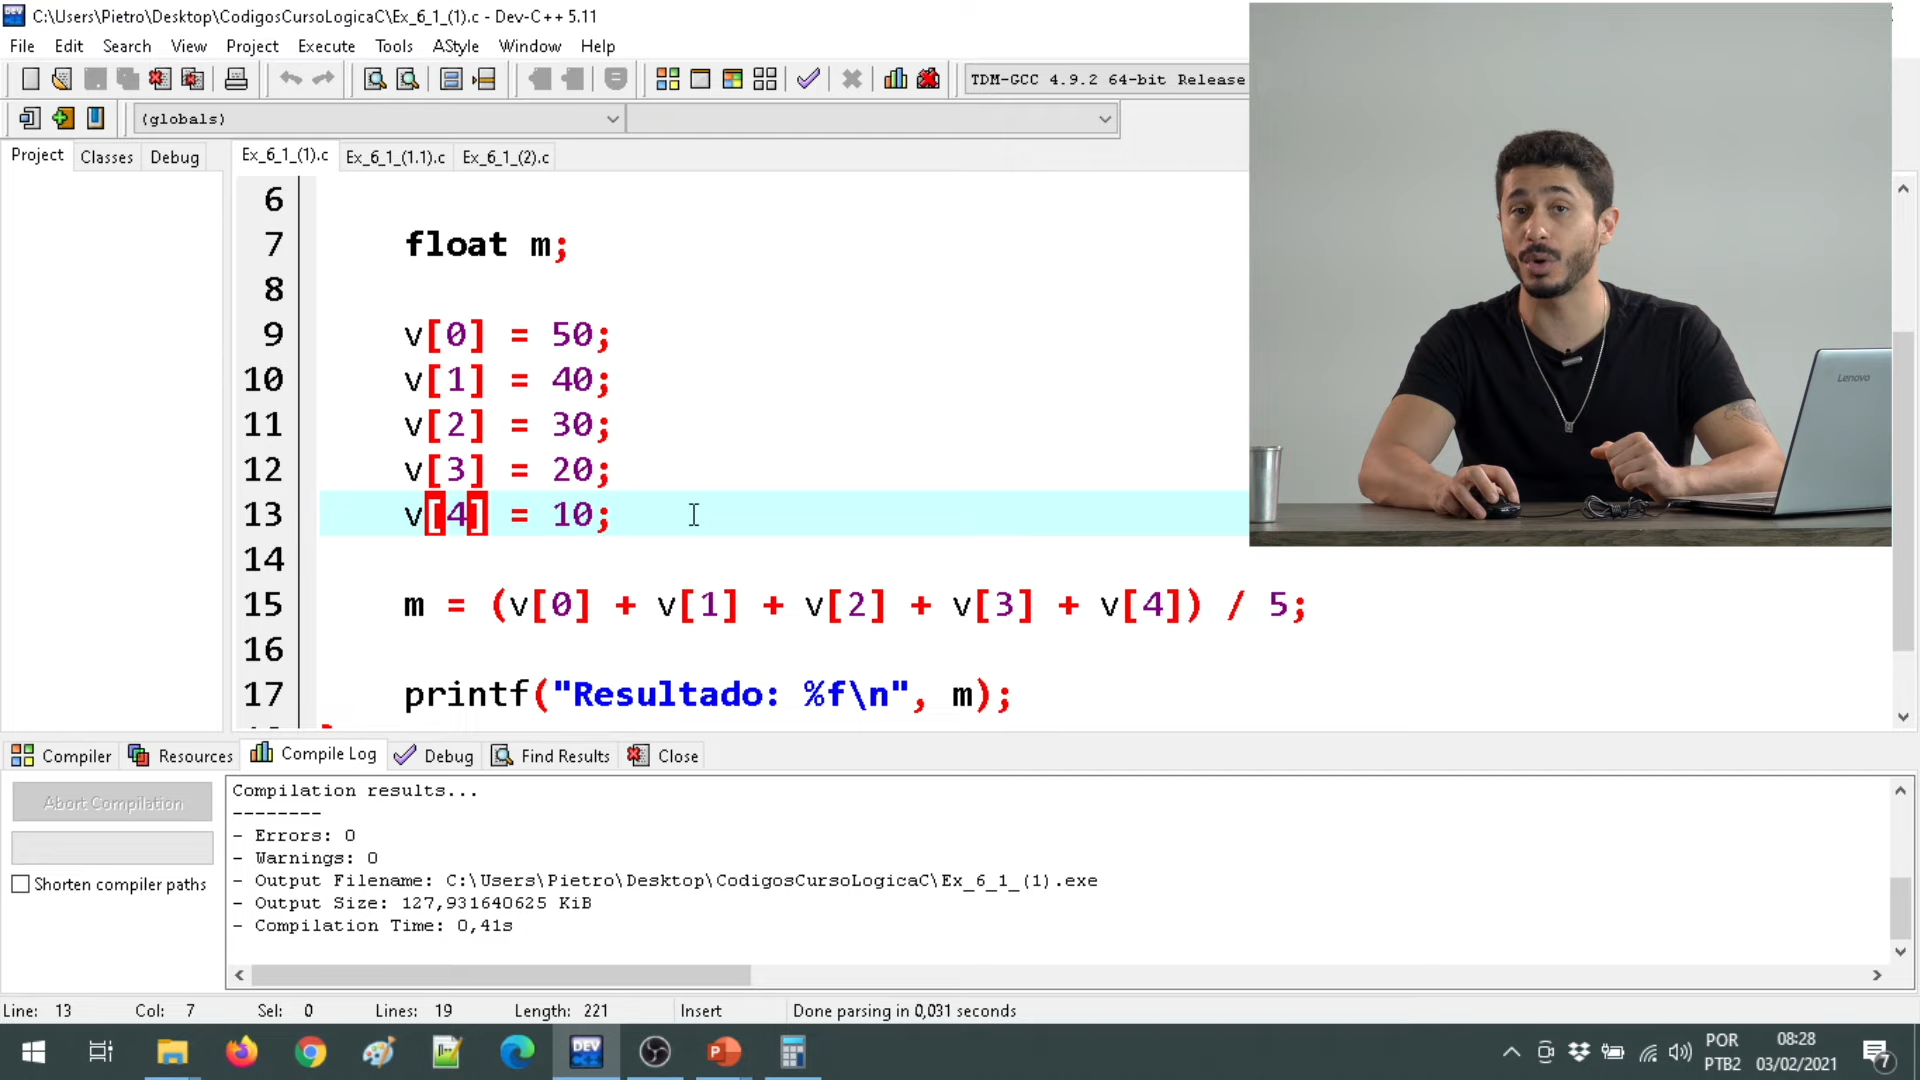 C:\Users\Pietro\Desktop\CodigosCursoLogicaC\Ex_6_1_(1).c - Dev-C++ 5.11
File Edit Search View Project Execute Tools AStyle Window Help
TDM-GCC 4.9.2 64-bit Release
(globals)
Project Classes Debug Ex_6_1_(1).c Ex_6_1_(1.1).c Ex_6_1_(2).c
6
7 float m;
8
9 v[0] = 50;
10 v[1] = 40;
11 v[2] = 30;
12 v[3] = 20;
13 v[4] = 10;
14
15 m = (v[0] + v[1] + v[2] + v[3] + v[4]) / 5;
16
17 printf("Resultado: %f\n", m);
Lenovo
Compiler Resources Compile Log Debug Find Results Close
Abort Compilation
Shorten compiler paths
Compilation results...
--------
- Errors: 0
- Warnings: 0
- Output Filename: C:\Users\Pietro\Desktop\CodigosCursoLogicaC\Ex_6_1_(1).exe
- Output Size: 127,931640625 KiB
- Compilation Time: 0,41s
Line: 13 Col: 7 Sel: 0 Lines: 19 Length: 221 Insert Done parsing in 0,031 seconds
DEV
C++
P
POR
PTB2
08:28
03/02/2021
7